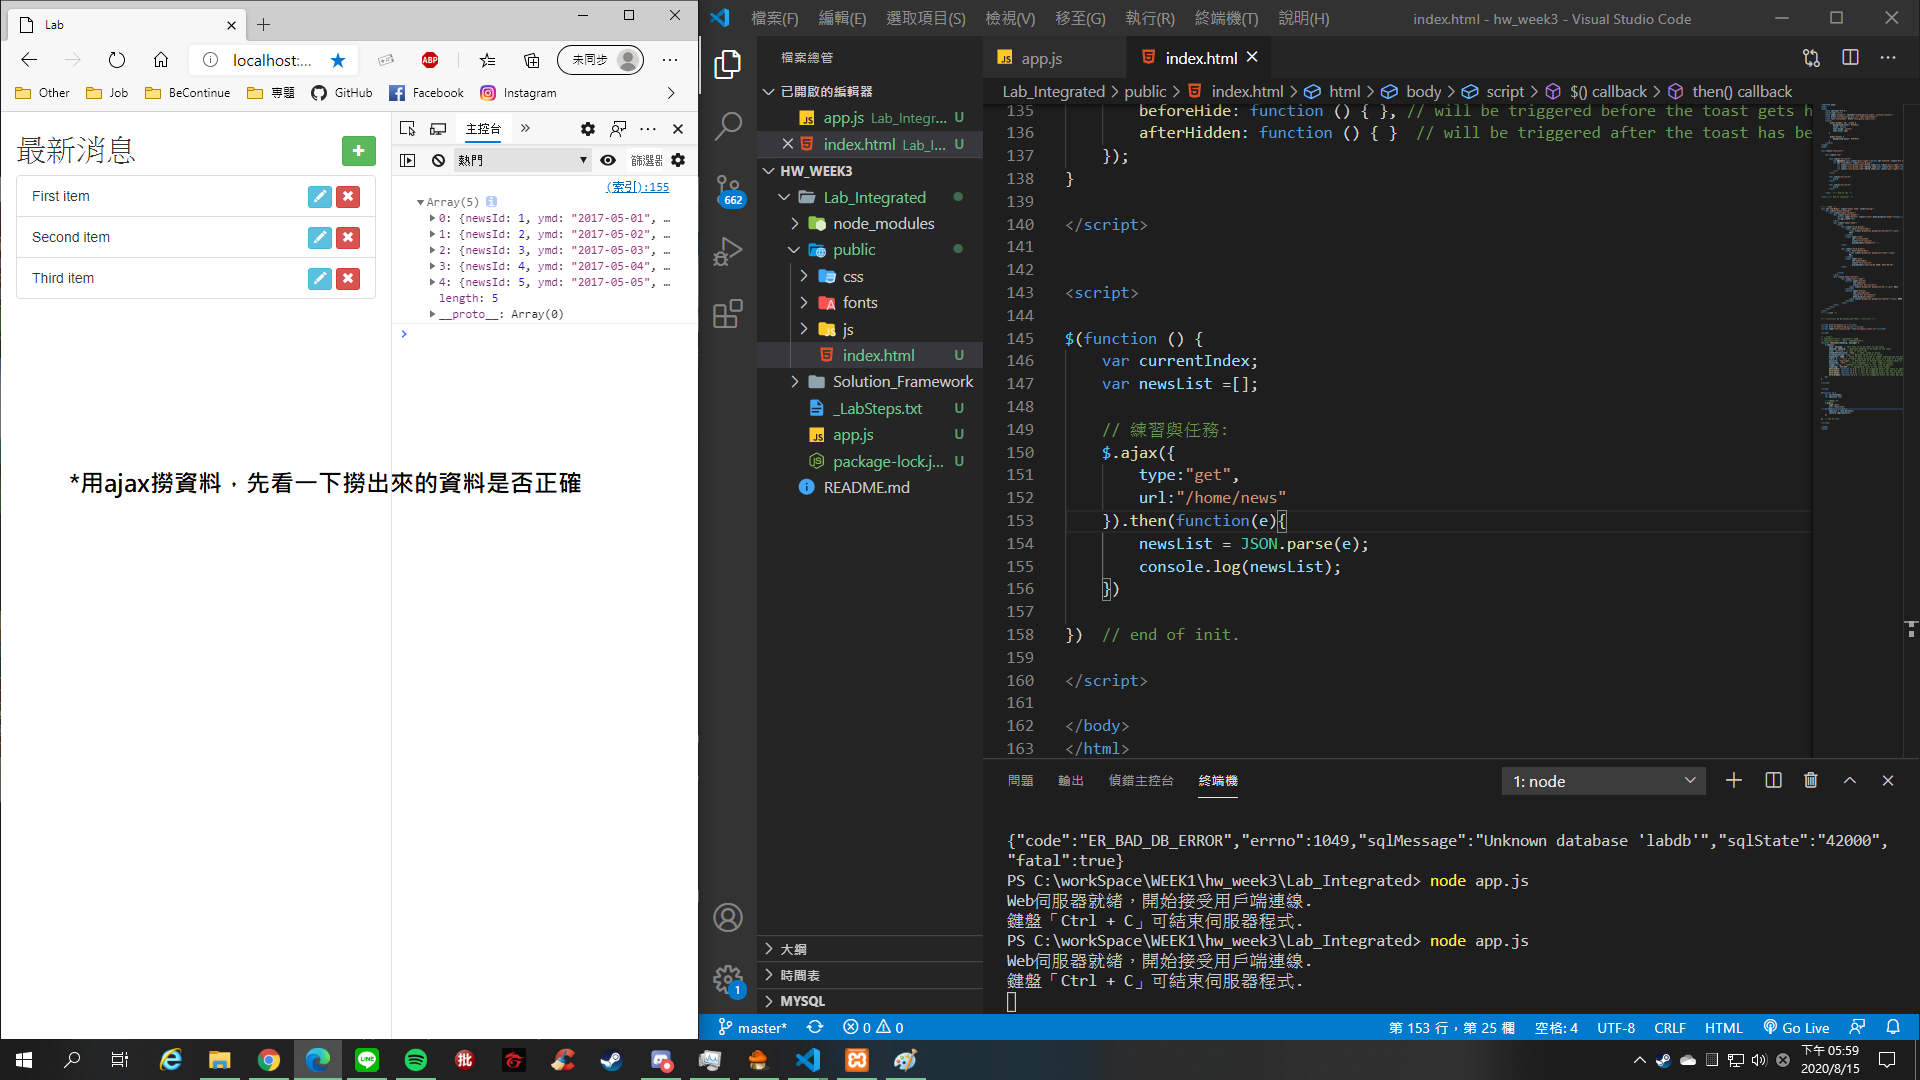 Lab
localhost:...
ABP
未同步
Other
Job
BeContinue
專題
GitHub
Facebook
Instagram
最新消息
First item
Second item
Third item
主控台
熱門
篩選器
(索引):155
Array(5)
0: {newsId: 1, ymd: "2017-05-01", …
1: {newsId: 2, ymd: "2017-05-02", …
2: {newsId: 3, ymd: "2017-05-03", …
3: {newsId: 4, ymd: "2017-05-04", …
4: {newsId: 5, ymd: "2017-05-05", …
length: 5
__proto__: Array(0)
*用ajax撈資料，先看一下撈出來的資料是否正確
檔案(F) 編輯(E) 選取項目(S) 檢視(V) 移至(G) 執行(R) 終端機(T) 說明(H)
index.html - hw_week3 - Visual Studio Code
檔案總管
已開啟的編輯器
app.js Lab_Integr... U
index.html Lab_I... U
HW_WEEK3
Lab_Integrated
node_modules
public
css
fonts
js
index.html U
Solution_Framework
_LabSteps.txt U
app.js U
package-lock.j... U
README.md
大綱
時間表
MYSQL
662
1
app.js
index.html
Lab_Integrated > public > index.html > html > body > script > $() callback > then() callback
135 beforeHide: function () { }, // will be triggered before the toast gets h
136 afterHidden: function () { } // will be triggered after the toast has be
137 });
138 }
139
140 </script>
141
142
143 <script>
144
145 $(function () {
146 var currentIndex;
147 var newsList =[];
148
149 // 練習與任務:
150 $.ajax({
151 type:"get",
152 url:"/home/news"
153 }).then(function(e){
154 newsList = JSON.parse(e);
155 console.log(newsList);
156 })
157
158 }) // end of init.
159
160 </script>
161
162 </body>
163 </html>
問題 輸出 偵錯主控台 終端機
1: node
{"code":"ER_BAD_DB_ERROR","errno":1049,"sqlMessage":"Unknown database 'labdb'","sqlState":"42000",
"fatal":true}
PS C:\workSpace\WEEK1\hw_week3\Lab_Integrated> node app.js
Web伺服器就緒，開始接受用戶端連線.
鍵盤「Ctrl + C」可結束伺服器程式.
PS C:\workSpace\WEEK1\hw_week3\Lab_Integrated> node app.js
Web伺服器就緒，開始接受用戶端連線.
鍵盤「Ctrl + C」可結束伺服器程式.
master* 0 0
第 153 行，第 25 欄 空格: 4 UTF-8 CRLF HTML Go Live
LINE
批
下午 05:59
2020/8/15